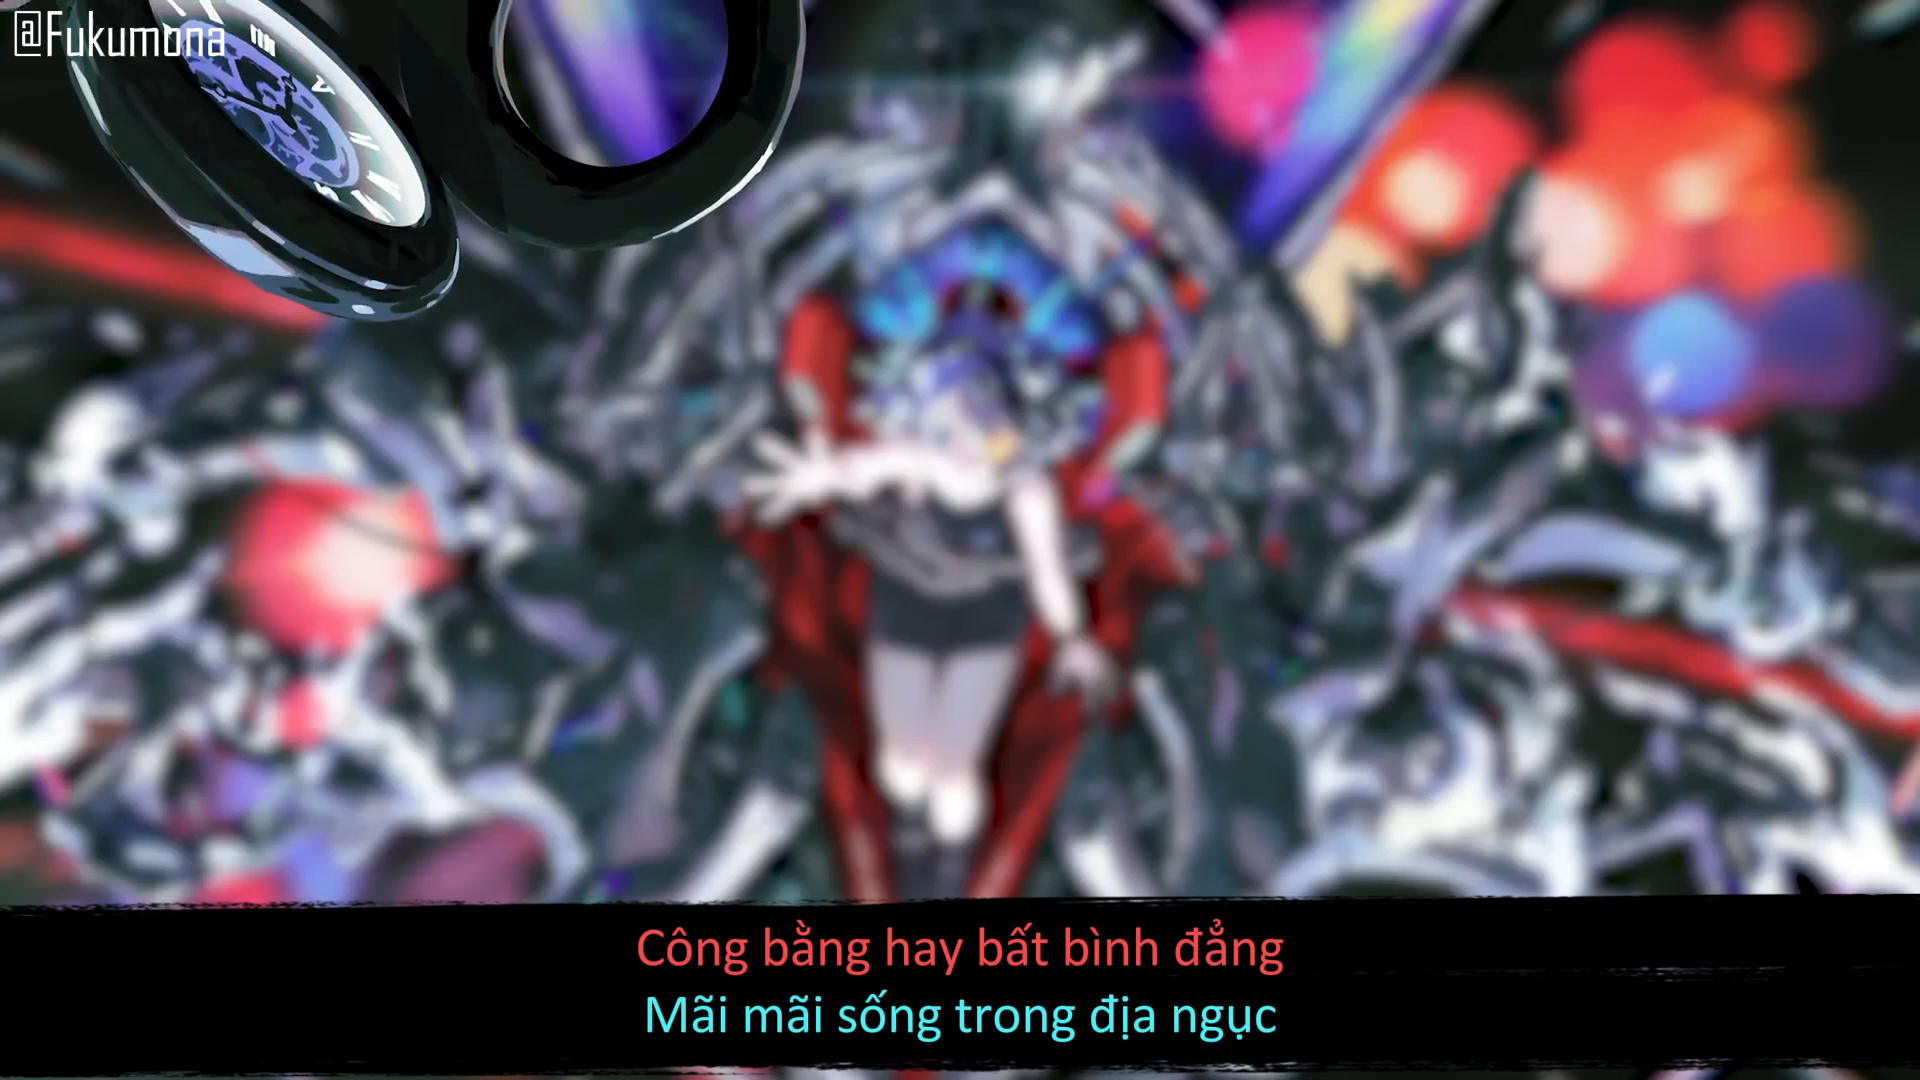 @Fukumona
Công bằng hay bất bình đẳng
Mãi mãi sống trong địa ngục